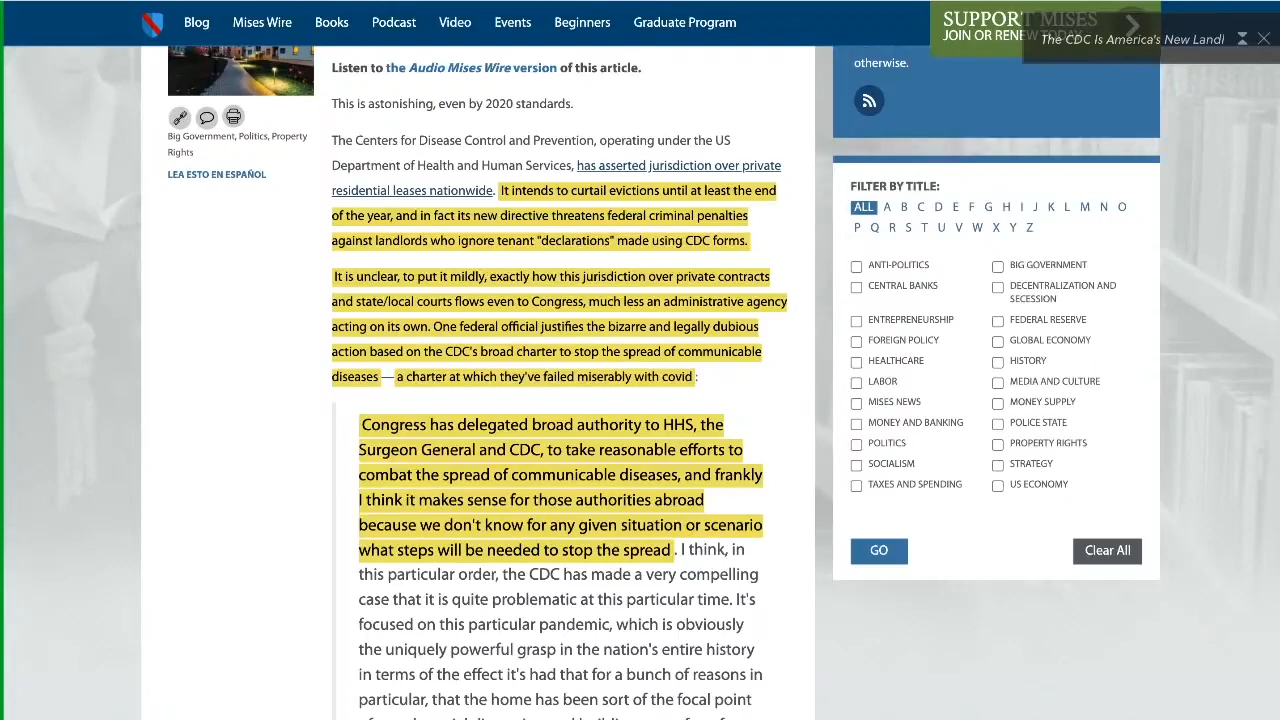 Blog Mises Wire Books Podcast Video Events Beginners Graduate Program
SUPPORT MISES
JOIN OR RENEW TODAY
The CDC Is America's New Landl
Big Government, Politics, Property
Rights
LEA ESTO EN ESPAÑOL
Listen to the Audio Mises Wire version of this article.
This is astonishing, even by 2020 standards.
The Centers for Disease Control and Prevention, operating under the US
Department of Health and Human Services, has asserted jurisdiction over private
residential leases nationwide. It intends to curtail evictions until at least the end
of the year, and in fact its new directive threatens federal criminal penalties
against landlords who ignore tenant "declarations" made using CDC forms.
It is unclear, to put it mildly, exactly how this jurisdiction over private contracts
and state/local courts flows even to Congress, much less an administrative agency
acting on its own. One federal official justifies the bizarre and legally dubious
action based on the CDC's broad charter to stop the spread of communicable
diseases — a charter at which they've failed miserably with covid:
Congress has delegated broad authority to HHS, the
Surgeon General and CDC, to take reasonable efforts to
combat the spread of communicable diseases, and frankly
I think it makes sense for those authorities abroad
because we don't know for any given situation or scenario
what steps will be needed to stop the spread. I think, in
this particular order, the CDC has made a very compelling
case that it is quite problematic at this particular time. It's
focused on this particular pandemic, which is obviously
the uniquely powerful grasp in the nation's entire history
in terms of the effect it's had that for a bunch of reasons in
particular, that the home has been sort of the focal point
otherwise.
FILTER BY TITLE:
ALL A B C D E F G H I J K L M N O
P Q R S T U V W X Y Z
ANTI-POLITICS
BIG GOVERNMENT
CENTRAL BANKS
DECENTRALIZATION AND
SECESSION
ENTREPRENEURSHIP
FEDERAL RESERVE
FOREIGN POLICY
GLOBAL ECONOMY
HEALTHCARE
HISTORY
LABOR
MEDIA AND CULTURE
MISES NEWS
MONEY SUPPLY
MONEY AND BANKING
POLICE STATE
POLITICS
PROPERTY RIGHTS
SOCIALISM
STRATEGY
TAXES AND SPENDING
US ECONOMY
GO
Clear All